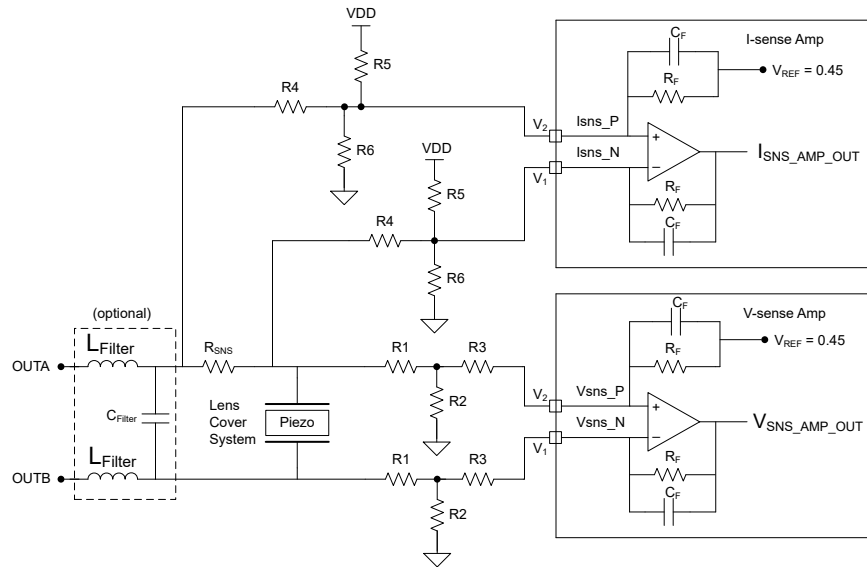 VDD
R5
R4
R6
VDD
R5
R4
R6
I-sense Amp
CF
VREF = 0.45
RF
V2
Isns_P
+
V1
Isns_N
−
ISNS_AMP_OUT
RF
CF
(optional)
LFilter
OUTA
CFilter
LFilter
OUTB
RSNS
Lens
Cover
System
Piezo
R1
R3
R2
R1
R3
R2
V-sense Amp
CF
VREF = 0.45
RF
V2
Vsns_P
+
V1
Vsns_N
−
VSNS_AMP_OUT
RF
CF